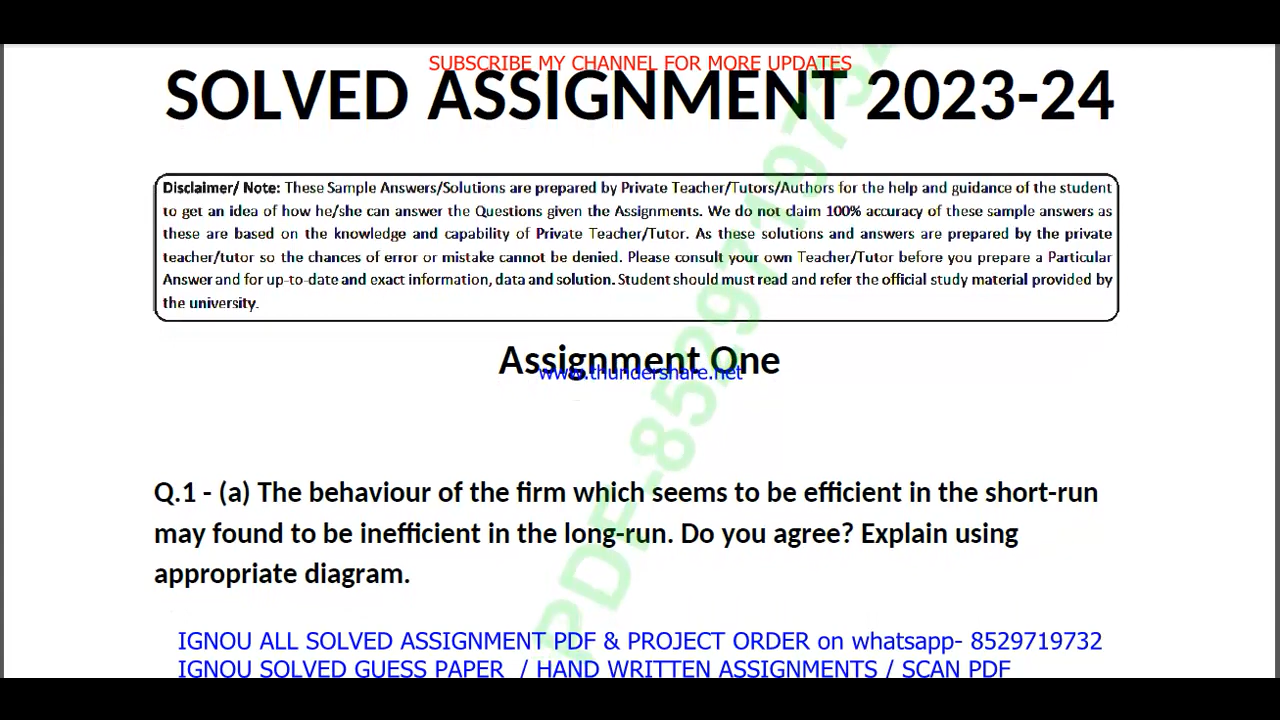 SUBSCRIBE MY CHANNEL FOR MORE UPDATES
SOLVED ASSIGNMENT 2023-24
Disclaimer/ Note: These Sample Answers/Solutions are prepared by Private Teacher/Tutors/Authors for the help and guidance of the student
to get an idea of how he/she can answer the Questions given the Assignments. We do not claim 100% accuracy of these sample answers as
these are based on the knowledge and capability of Private Teacher/Tutor. As these solutions and answers are prepared by the private
teacher/tutor so the chances of error or mistake cannot be denied. Please consult your own Teacher/Tutor before you prepare a Particular
Answer and for up-to-date and exact information, data and solution. Student should must read and refer the official study material provided by
the university.
Assignment One
www.thundershare.net
PDF-8529719732
Q.1 - (a) The behaviour of the firm which seems to be efficient in the short-run
may found to be inefficient in the long-run. Do you agree? Explain using
appropriate diagram.
IGNOU ALL SOLVED ASSIGNMENT PDF & PROJECT ORDER on whatsapp- 8529719732
IGNOU SOLVED GUESS PAPER / HAND WRITTEN ASSIGNMENTS / SCAN PDF